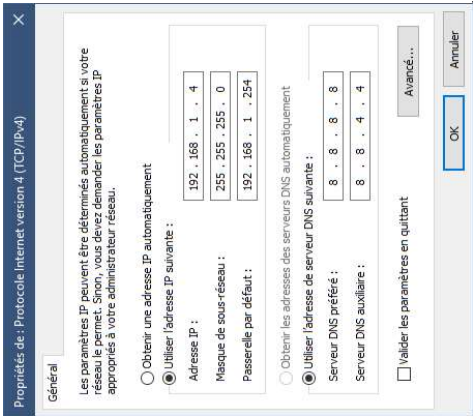 Propriétés de : Protocole Internet version 4 (TCP/IPv4)
Général
Les paramètres IP peuvent être déterminés automatiquement si votre
réseau le permet. Sinon, vous devez demander les paramètres IP
appropriés à votre administrateur réseau.
Obtenir une adresse IP automatiquement
Utiliser l'adresse IP suivante :
Adresse IP : 192 . 168 . 1 . 4
Masque de sous-réseau : 255 . 255 . 255 . 0
Passerelle par défaut : 192 . 168 . 1 . 254
Obtenir les adresses des serveurs DNS automatiquement
Utiliser l'adresse de serveur DNS suivante :
Serveur DNS préféré : 8 . 8 . 8 . 8
Serveur DNS auxiliaire : 8 . 8 . 4 . 4
Valider les paramètres en quittant
Avancé...
OK Annuler